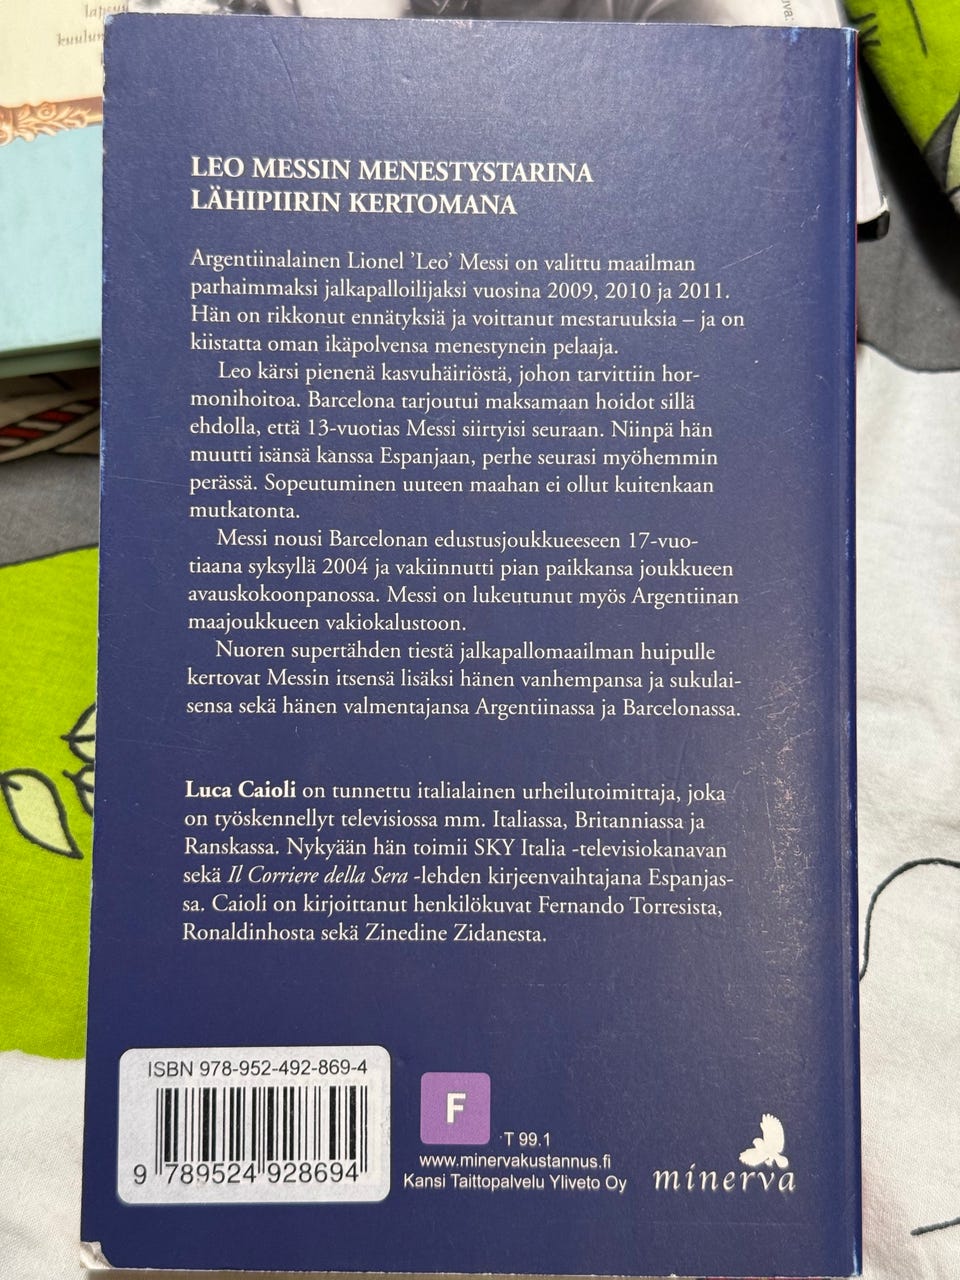 lapsuu
LEO MESSIN MENESTYSTARINA
LÄHIPIIRIN KERTOMANA
Argentiinalainen Lionel ’Leo’ Messi on valittu maailman
parhaimmaksi jalkapalloilijaksi vuosina 2009, 2010 ja 2011.
Hän on rikkonut ennätyksiä ja voittanut mestaruuksia – ja on
kiistatta oman ikäpolvensa menestynein pelaaja.
Leo kärsi pienenä kasvuhäiriöstä, johon tarvittiin hor-
monihoitoa. Barcelona tarjoutui maksamaan hoidot sillä
ehdolla, että 13-vuotias Messi siirtyisi seuraan. Niinpä hän
muutti isänsä kanssa Espanjaan, perhe seurasi myöhemmin
perässä. Sopeutuminen uuteen maahan ei ollut kuitenkaan
mutkatonta.
Messi nousi Barcelonan edustusjoukkueeseen 17-vuo-
tiaana syksyllä 2004 ja vakiinnutti pian paikkansa joukkueen
avauskokoonpanossa. Messi on lukeutunut myös Argentiinan
maajoukkueen vakiokalustoon.
Nuoren supertähden tiestä jalkapallomaailman huipulle
kertovat Messin itsensä lisäksi hänen vanhempansa ja sukulai-
sensa sekä hänen valmentajansa Argentiinassa ja Barcelonassa.
Luca Caioli on tunnettu italialainen urheilutoimittaja, joka
on työskennellyt televisiossa mm. Italiassa, Britanniassa ja
Ranskassa. Nykyään hän toimii SKY Italia -televisiokanavan
sekä Il Corriere della Sera -lehden kirjeenvaihtajana Espanjas-
sa. Caioli on kirjoittanut henkilökuvat Fernando Torresista,
Ronaldinhosta sekä Zinedine Zidanesta.
ISBN 978-952-492-869-4
9 789524 928694
F
T 99.1
www.minervakustannus.fi
Kansi Taittopalvelu Yliveto Oy
minerva